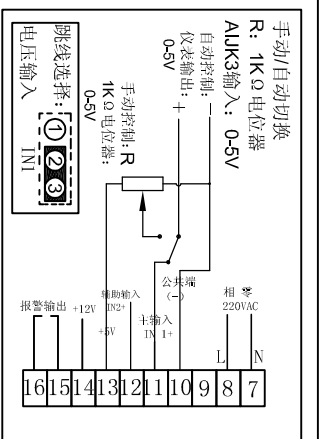 手动/自动切换
R: 1KΩ电位器
AIJK3输入: 0-5V
自动控制: —
仪表输出: +
0-5V
手动控制: R
1KΩ电位器:
0-5V
跳线选择:
① ② ③
电压输入 IN1
相 零
220VAC
L N
公共端
(-)
主输入
IN 1+
辅助输入
IN2+
+5V
+12V
报警输出
16 15 14 13 12 11 10 9 8 7